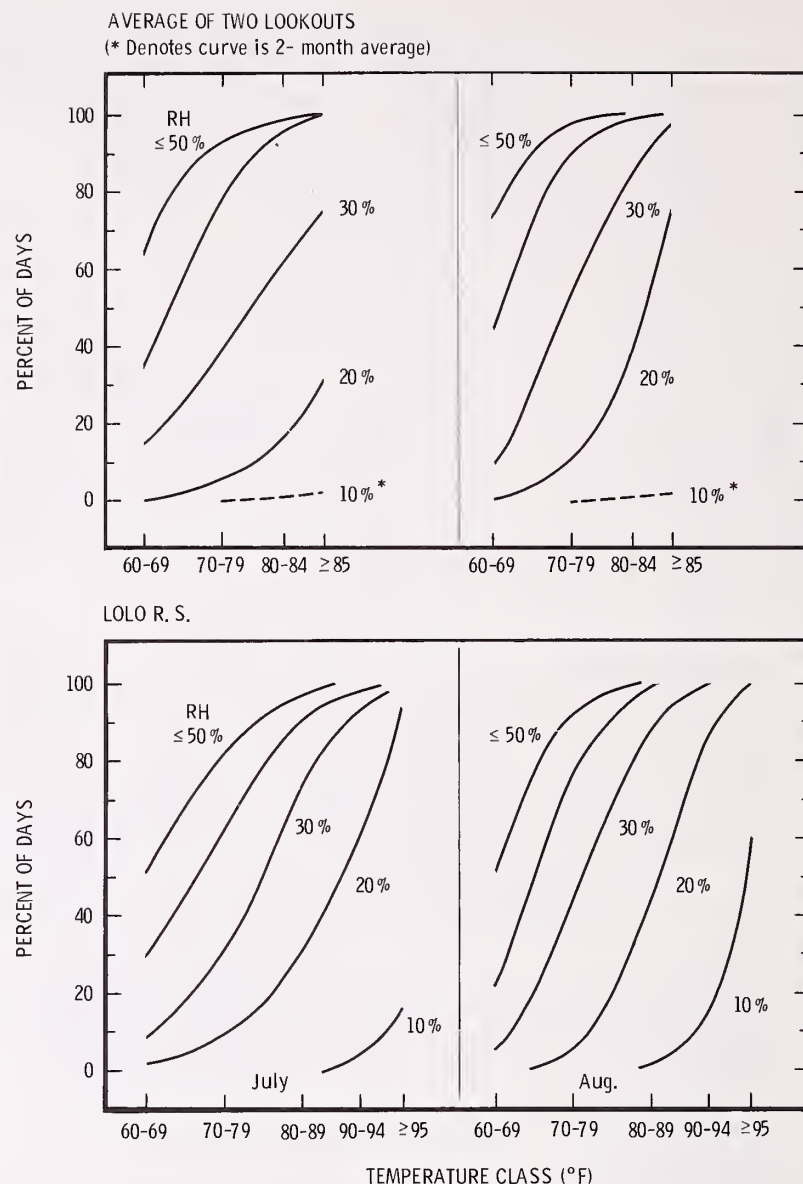 AVERAGE OF TWO LOOKOUTS
(* Denotes curve is 2- month average)
PERCENT OF DAYS
100
80
60
40
20
0
RH
≤ 50 %
30 %
20 %
10 % *
≤ 50 %
30 %
20 %
10 % *
60-69 70-79 80-84 ≥ 85 60-69 70-79 80-84 ≥ 85
LOLO R. S.
PERCENT OF DAYS
100
80
60
40
20
0
RH
≤ 50 %
30 %
20 %
10 %
July
≤ 50 %
30 %
20 %
10 %
Aug.
60-69 70-79 80-89 90-94 ≥ 95 60-69 70-79 80-89 90-94 ≥ 95
TEMPERATURE CLASS (°F)